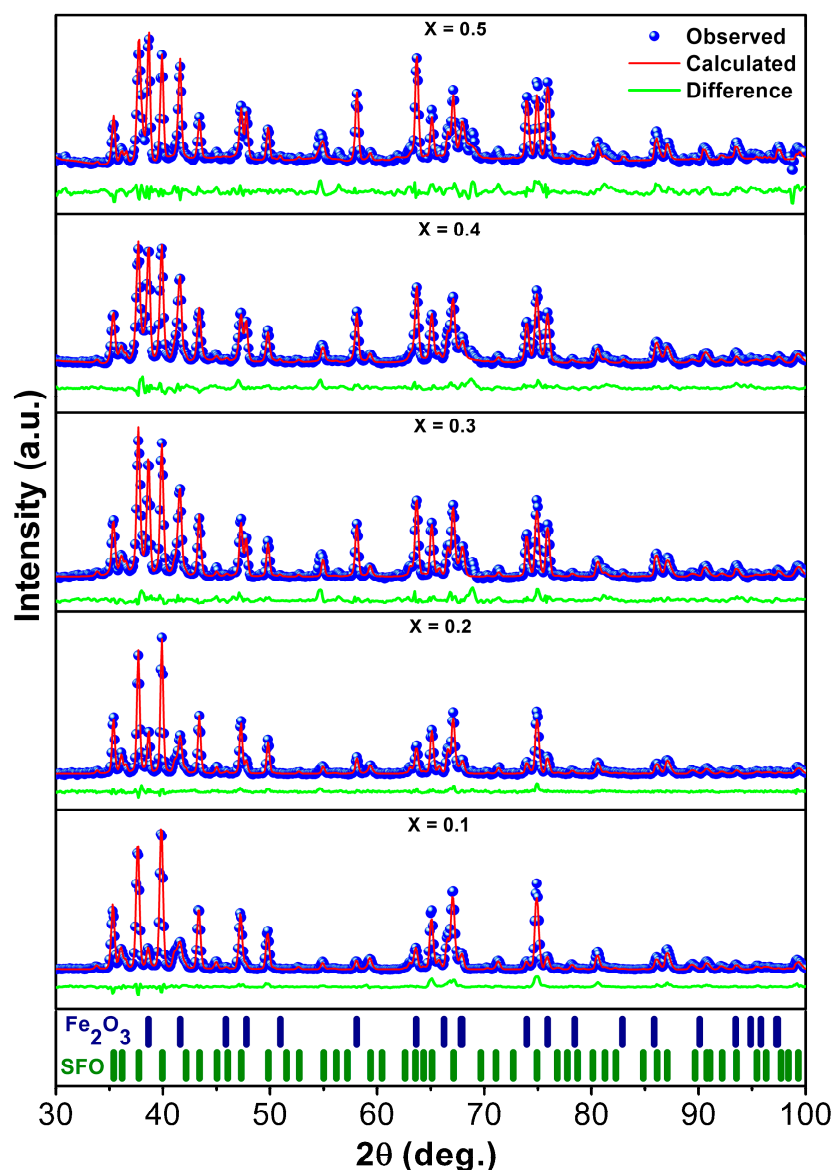 X = 0.5
Observed
Calculated
Difference
X = 0.4
X = 0.3
X = 0.2
X = 0.1
Intensity (a.u.)
Fe₂O₃
SFO
30 40 50 60 70 80 90 100
2θ (deg.)